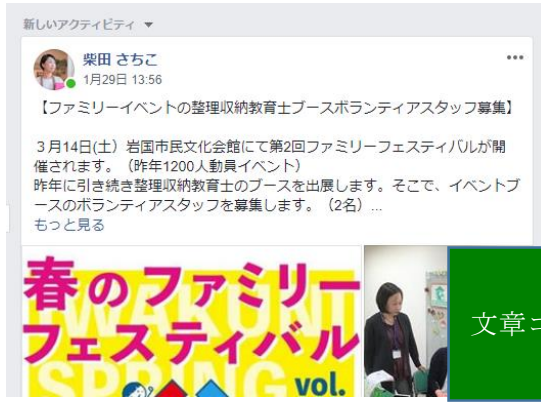 新しいアクティビティ
柴田 さちこ
1月29日 13:56
【ファミリーイベントの整理収納教育士ブースボランティアスタッフ募集】
３月14日(土）岩国市民文化会館にて第2回ファミリーフェスティバルが開
催されます。（昨年1200人動員イベント）
昨年に引き続き整理収納教育士のブースを出展します。そこで、イベントブ
ースのボランティアスタッフを募集します。（2名）...
もっと見る
春のファミリー
フェスティバル
IWAKUNI
SPRING
vol.
文章